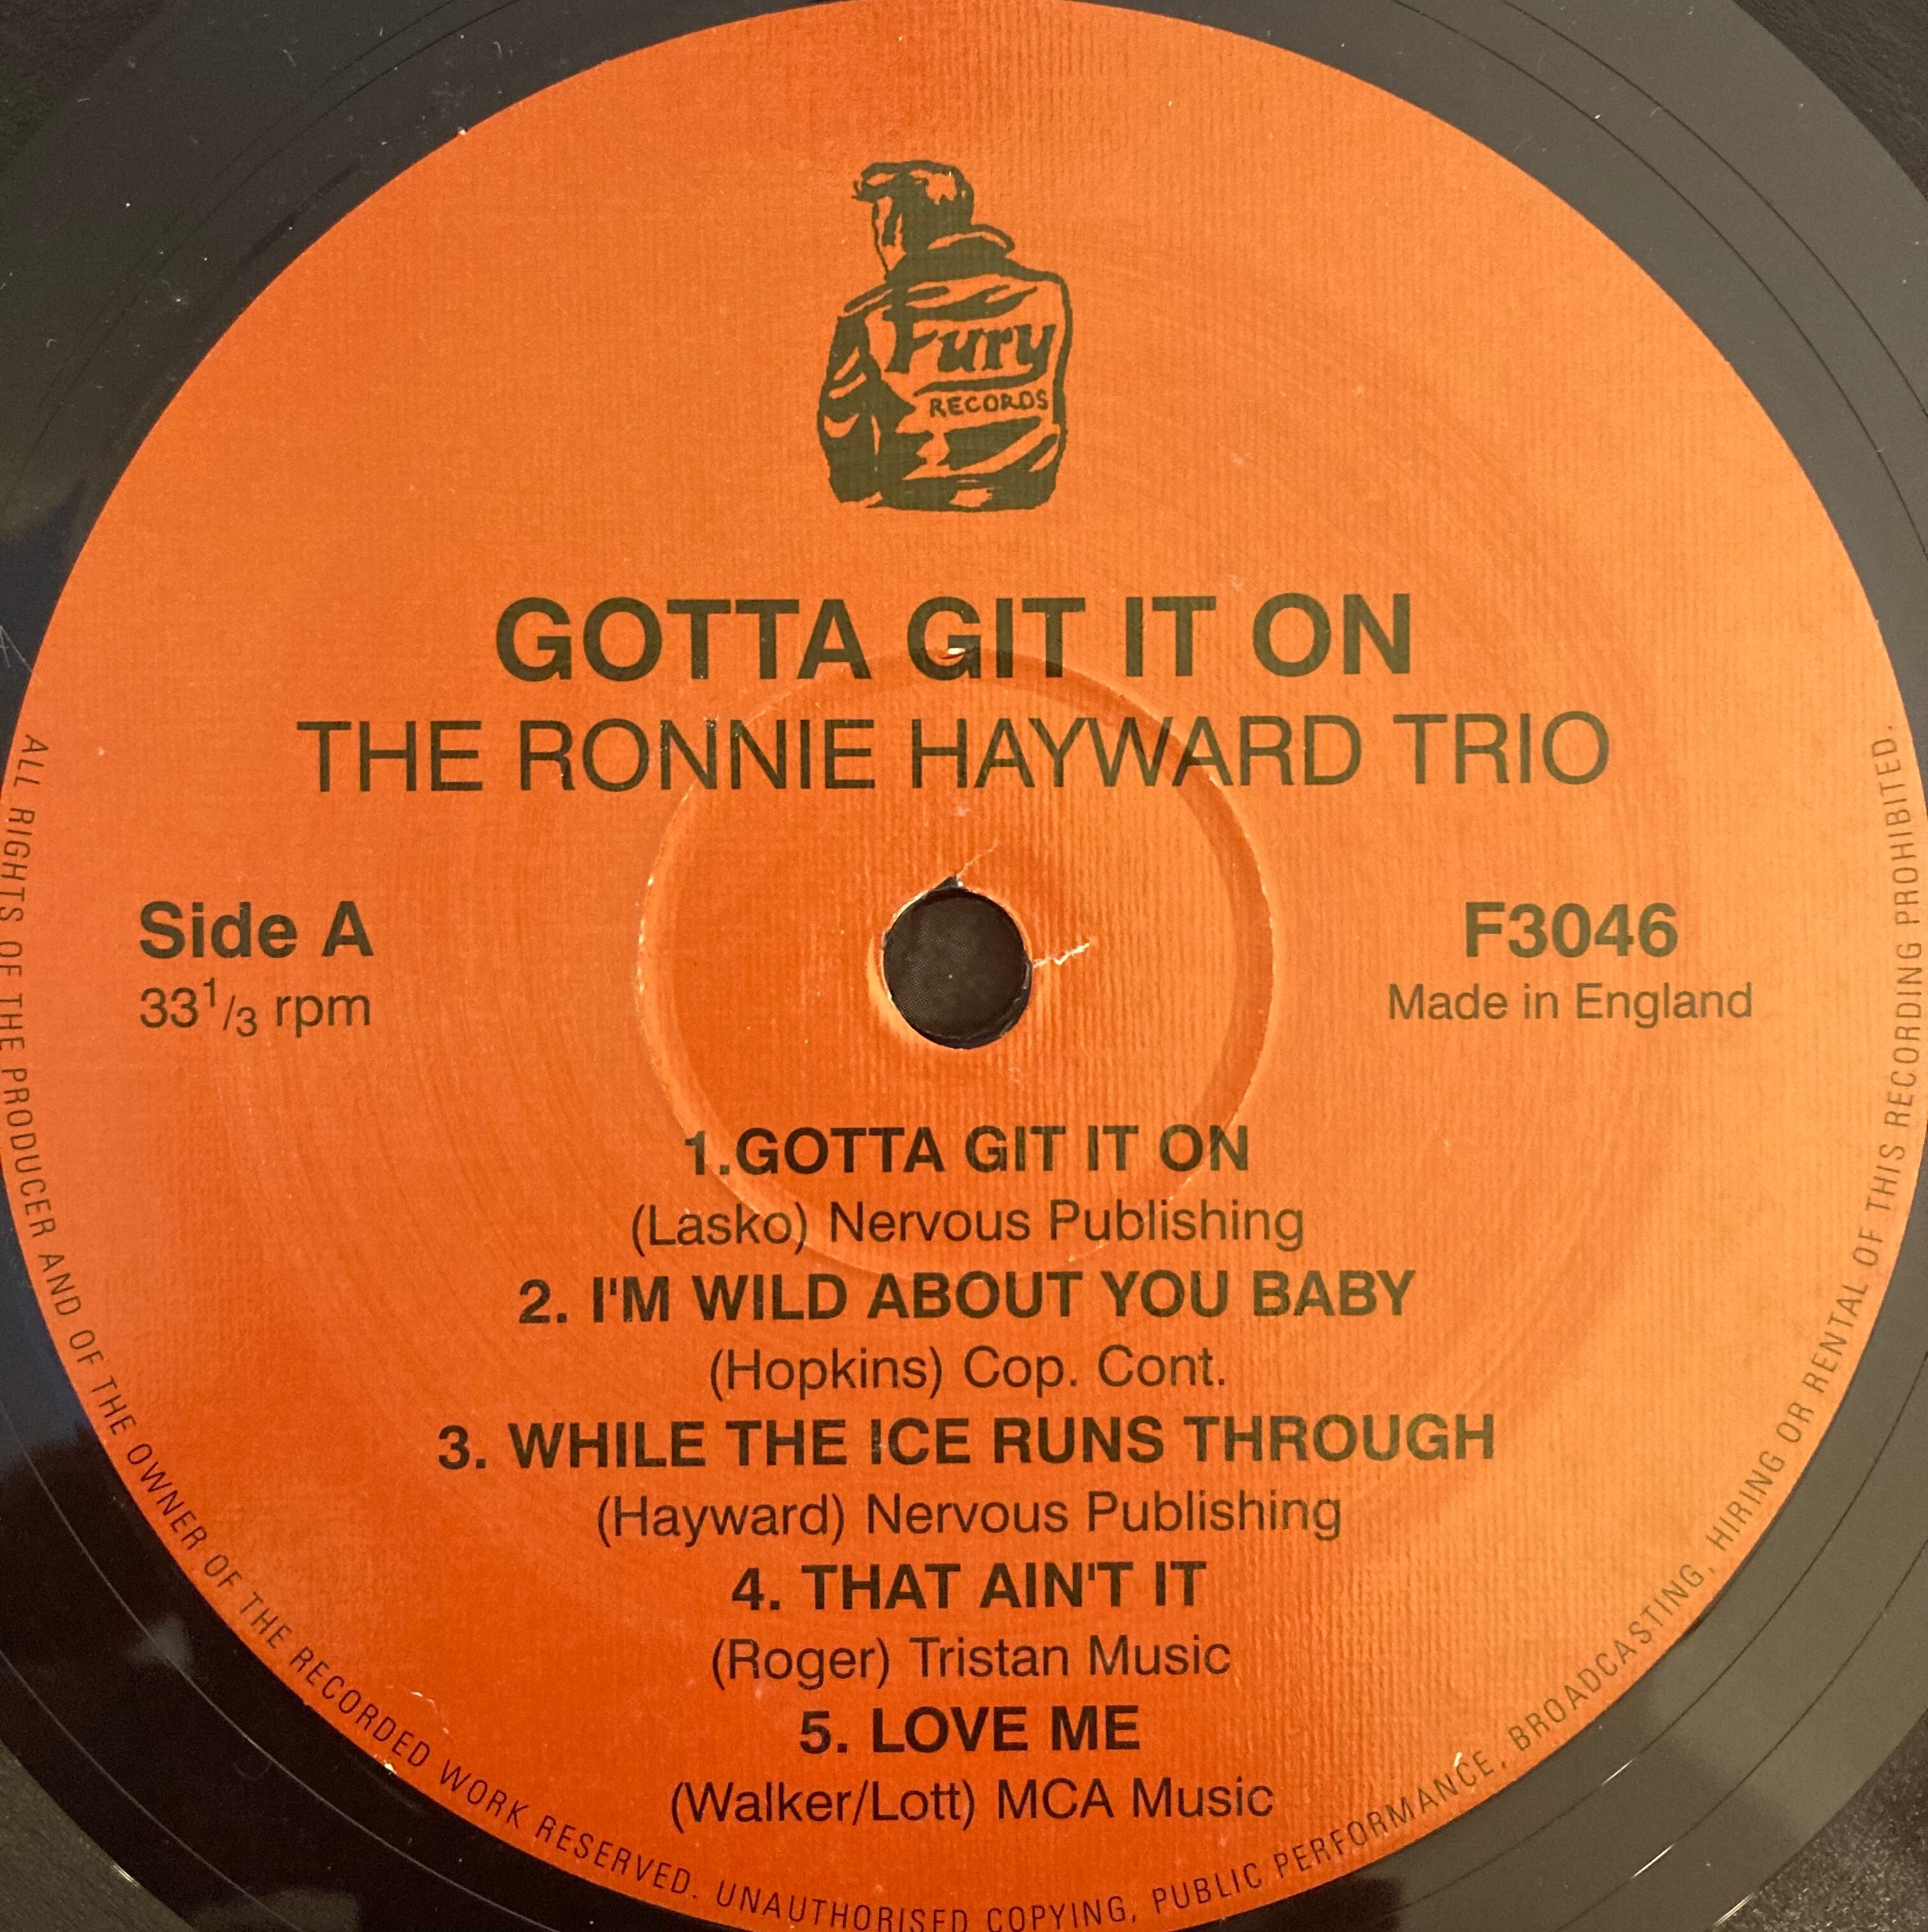 Fury
RECORDS
GOTTA GIT IT ON
THE RONNIE HAYWARD TRIO
Side A
33 1/3 rpm
F3046
Made in England
1.GOTTA GIT IT ON
(Lasko) Nervous Publishing
2. I'M WILD ABOUT YOU BABY
(Hopkins) Cop. Cont.
3. WHILE THE ICE RUNS THROUGH
(Hayward) Nervous Publishing
4. THAT AIN'T IT
(Roger) Tristan Music
5. LOVE ME
(Walker/Lott) MCA Music
ALL RIGHTS OF THE PRODUCER AND OF THE OWNER OF THE RECORDED WORK RESERVED. UNAUTHORISED COPYING, PUBLIC PERFORMANCE, BROADCASTING, HIRING OR RENTAL OF THIS RECORDING PROHIBITED.